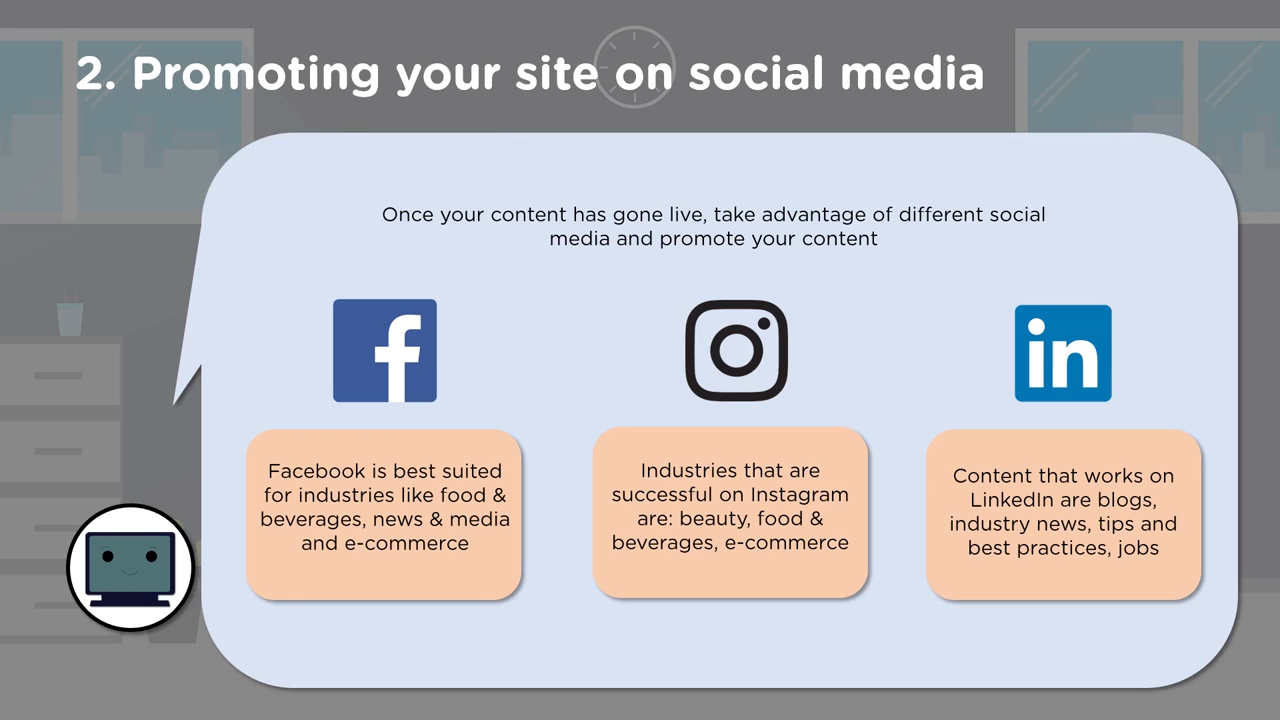 2. Promoting your site on social media
Once your content has gone live, take advantage of different social
media and promote your content
f
in
Facebook is best suited
for industries like food &
beverages, news & media
and e-commerce
Industries that are
successful on Instagram
are: beauty, food &
beverages, e-commerce
Content that works on
LinkedIn are blogs,
industry news, tips and
best practices, jobs